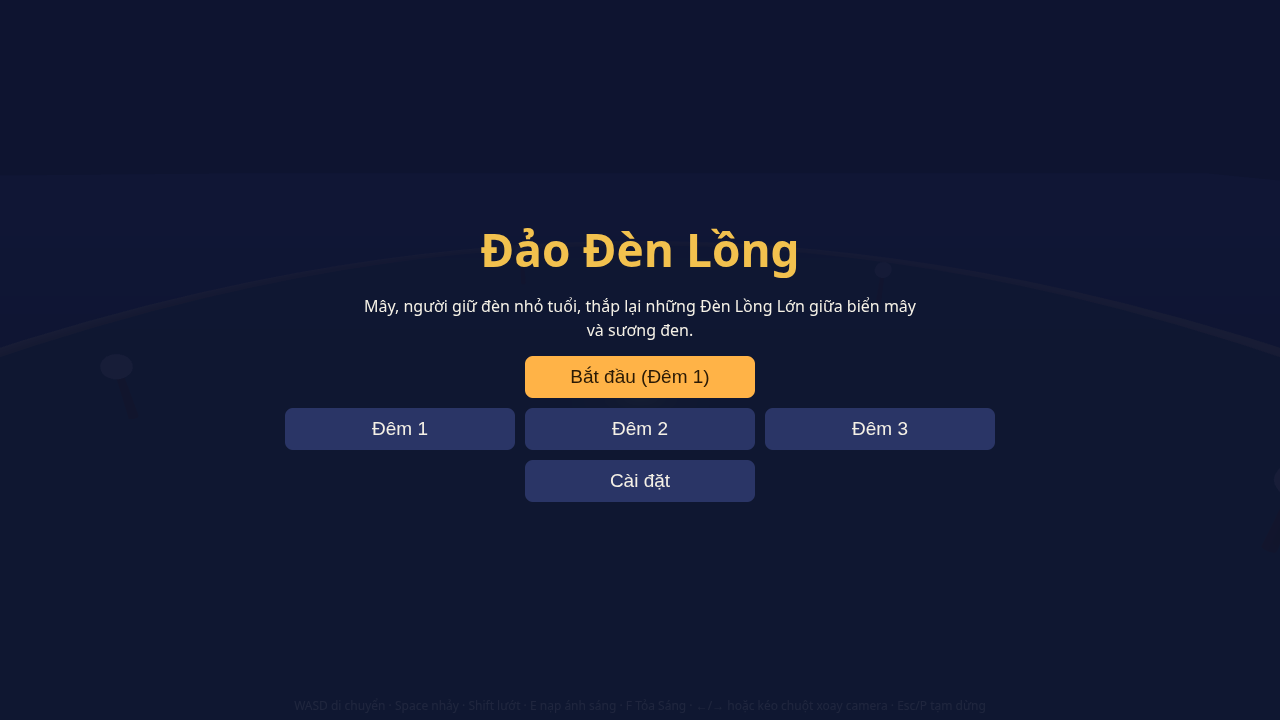 Đảo Đèn Lồng
Mây, người giữ đèn nhỏ tuổi, thắp lại những Đèn Lồng Lớn giữa biển mây
và sương đen.
Bắt đầu (Đêm 1)
Đêm 1
Đêm 2
Đêm 3
Cài đặt
WASD di chuyển · Space nhảy · Shift lướt · E nạp ánh sáng · F Tỏa Sáng · / hoặc kéo chuột xoay camera · Esc/P tạm dừng